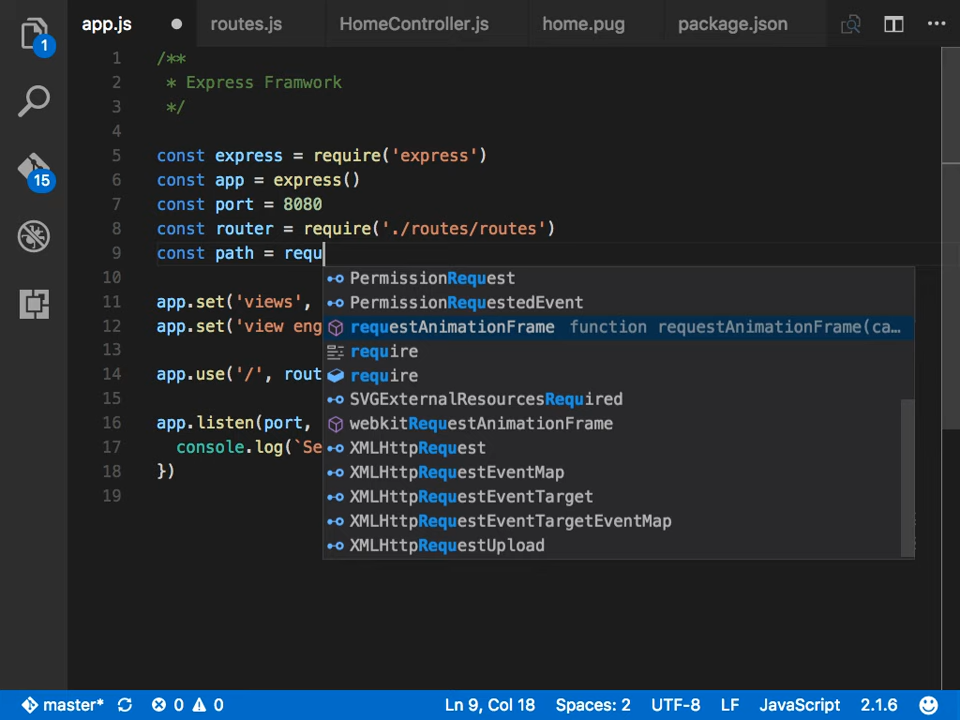 app.js routes.js HomeController.js home.pug package.json
1
15
1 /**
2 * Express Framwork
3 */
4
5 const express = require('express')
6 const app = express()
7 const port = 8080
8 const router = require('./routes/routes')
9 const path = requ
10 PermissionRequest
11 app.set('views', PermissionRequestedEvent
12 app.set('view eng requestAnimationFrame function requestAnimationFrame(ca…
13 require
14 app.use('/', rout require
15 SVGExternalResourcesRequired
16 app.listen(port, webkitRequestAnimationFrame
17 console.log(`Se XMLHttpRequest
18 }) XMLHttpRequestEventMap
19 XMLHttpRequestEventTarget
XMLHttpRequestEventTargetEventMap
XMLHttpRequestUpload
master* 0 0 Ln 9, Col 18 Spaces: 2 UTF-8 LF JavaScript 2.1.6